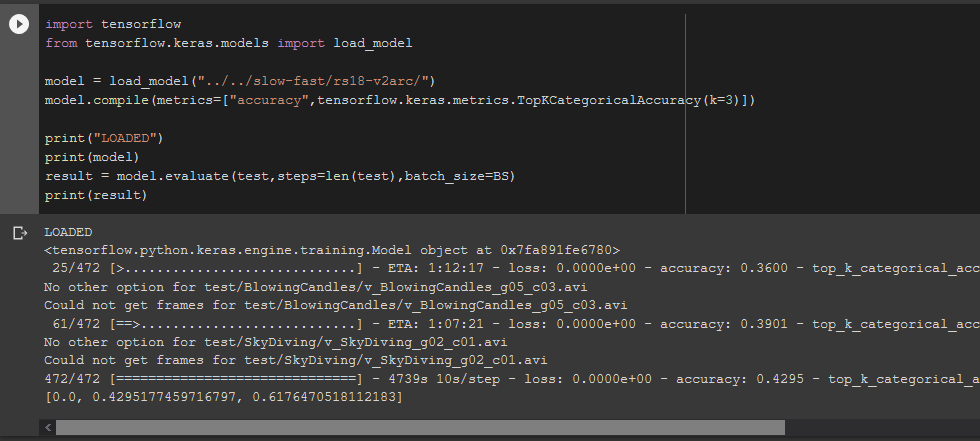 import tensorflow
from tensorflow.keras.models import load_model
model = load_model("../../slow-fast/rs18-v2arc/")
model.compile(metrics=["accuracy",tensorflow.keras.metrics.TopKCategoricalAccuracy(k=3)])
print("LOADED")
print(model)
result = model.evaluate(test,steps=len(test),batch_size=BS)
print(result)
LOADED
<tensorflow.python.keras.engine.training.Model object at 0x7fa891fe6780>
25/472 [>.............................] - ETA: 1:12:17 - loss: 0.0000e+00 - accuracy: 0.3600 - top_k_categorical_acc
No other option for test/BlowingCandles/v_BlowingCandles_g05_c03.avi
Could not get frames for test/BlowingCandles/v_BlowingCandles_g05_c03.avi
61/472 [==>...........................] - ETA: 1:07:21 - loss: 0.0000e+00 - accuracy: 0.3901 - top_k_categorical_acc
No other option for test/SkyDiving/v_SkyDiving_g02_c01.avi
Could not get frames for test/SkyDiving/v_SkyDiving_g02_c01.avi
472/472 [==============================] - 4739s 10s/step - loss: 0.0000e+00 - accuracy: 0.4295 - top_k_categorical_a
[0.0, 0.4295177459716797, 0.6176470518112183]